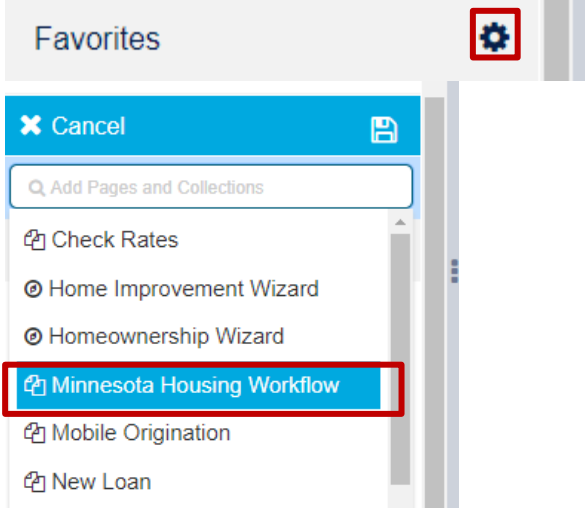 Favorites
Cancel
Add Pages and Collections
Check Rates
Home Improvement Wizard
Homeownership Wizard
Minnesota Housing Workflow
Mobile Origination
New Loan